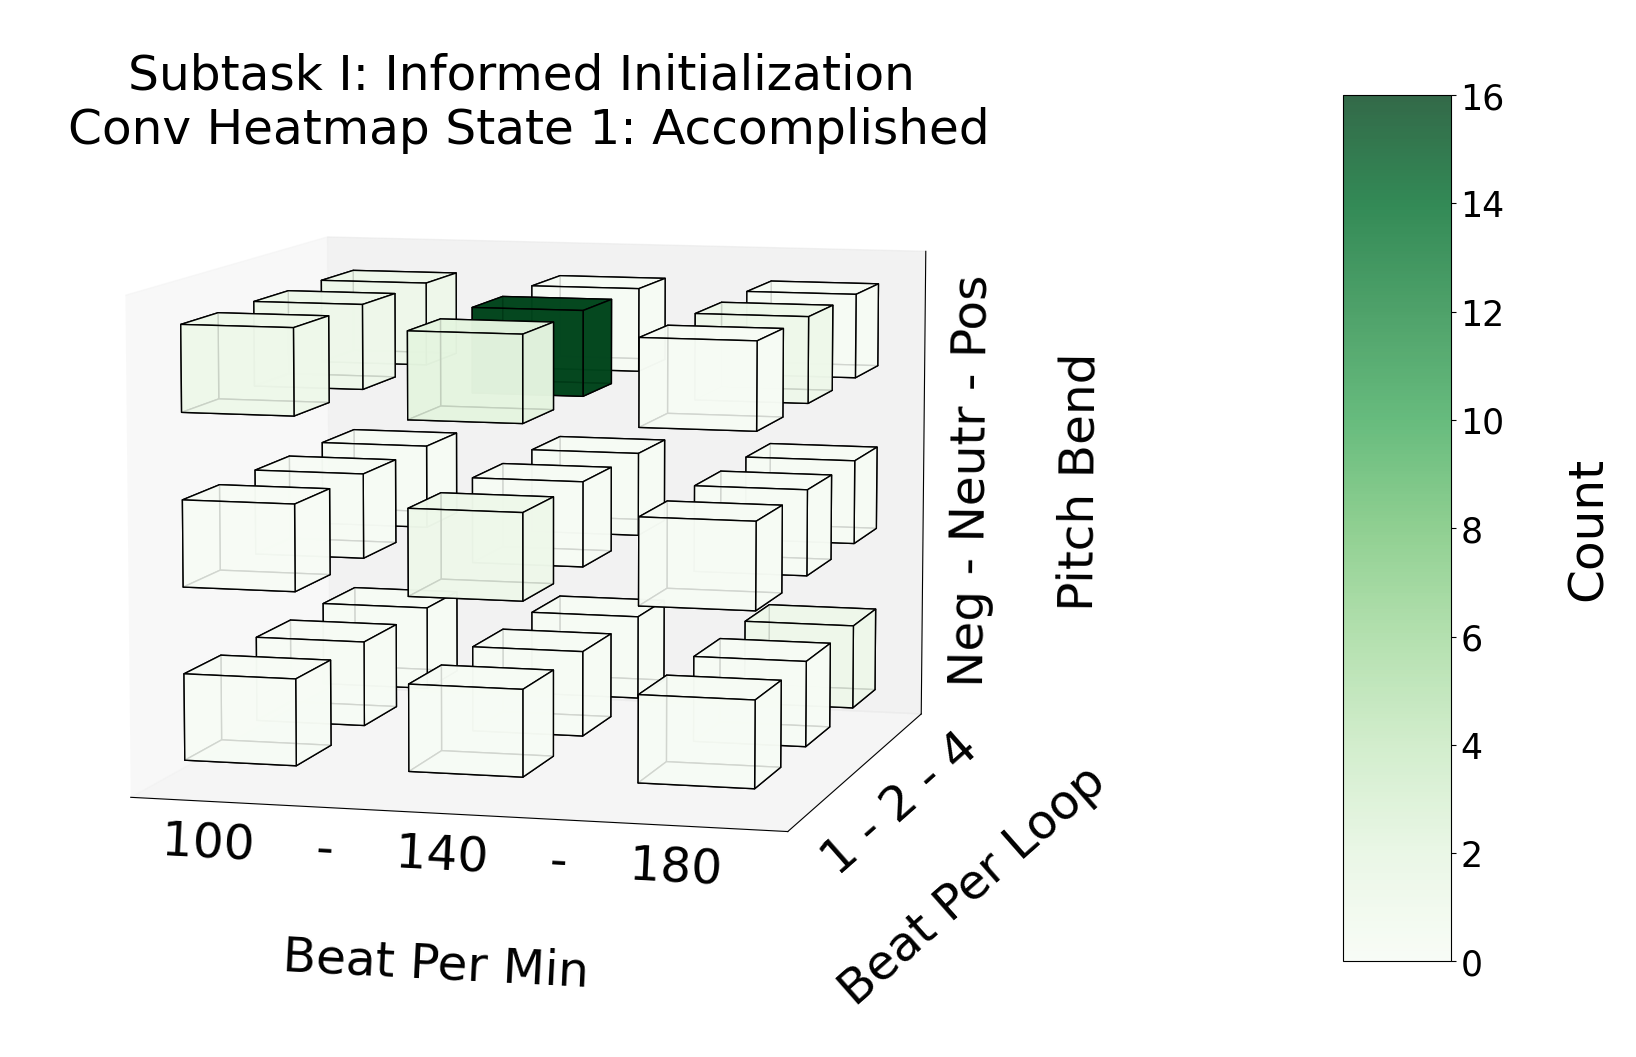 Subtask I: Informed Initialization
Conv Heatmap State 1: Accomplished
Neg - Neutr - Pos
Pitch Bend
1 - 2 - 4
Beat Per Loop
100 - 140 - 180
Beat Per Min
16
14
12
10
8
6
4
2
0
Count